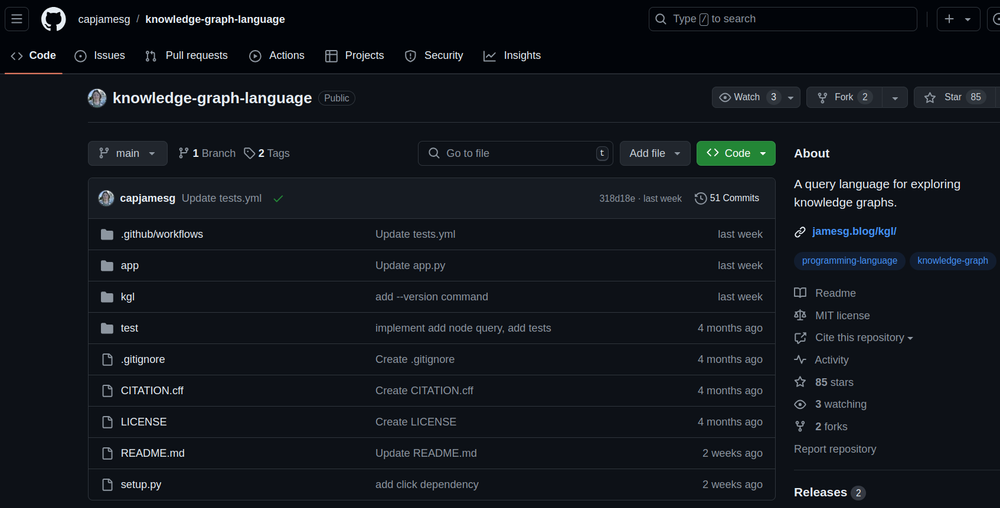 capjamesg / knowledge-graph-language
Type / to search
Code Issues Pull requests Actions Projects Security Insights
knowledge-graph-language Public
Watch 3 Fork 2 Star 85
main 1 Branch 2 Tags Go to file t Add file Code
About
capjamesg Update tests.yml 318d18e · last week 51 Commits
A query language for exploring
knowledge graphs.
jamesg.blog/kgl/
programming-language knowledge-graph
.github/workflows Update tests.yml last week
app Update app.py last week
kgl add --version command last week
test implement add node query, add tests 4 months ago
.gitignore Create .gitignore 4 months ago
CITATION.cff Create CITATION.cff 4 months ago
LICENSE Create LICENSE 4 months ago
README.md Update README.md 2 weeks ago
setup.py add click dependency 2 weeks ago
Readme
MIT license
Cite this repository
Activity
85 stars
3 watching
2 forks
Report repository
Releases 2